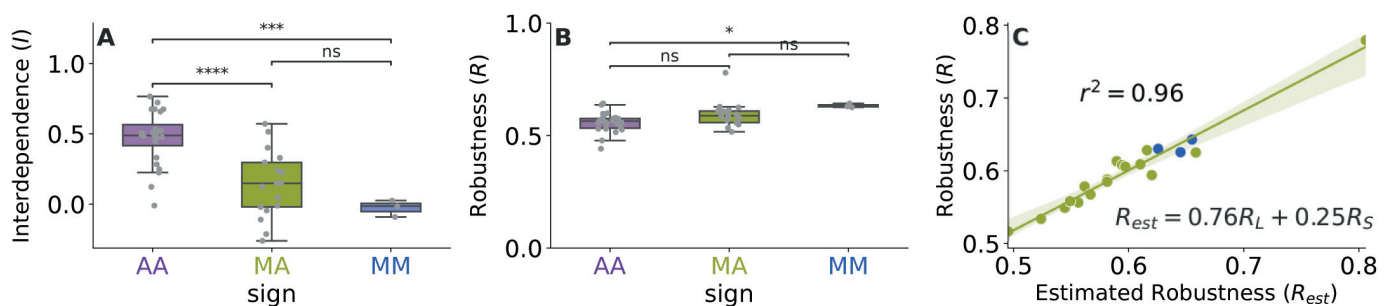 A
Interdependence (I)
1.0
0.5
0.0
***
ns
****
AA MA MM
sign
B
Robustness (R)
1.0
0.5
0.0
*
ns
ns
AA MA MM
sign
C
Robustness (R)
0.8
0.7
0.6
0.5
r² = 0.96
R_est = 0.76R_L + 0.25R_S
0.5 0.6 0.7 0.8
Estimated Robustness (R_est)